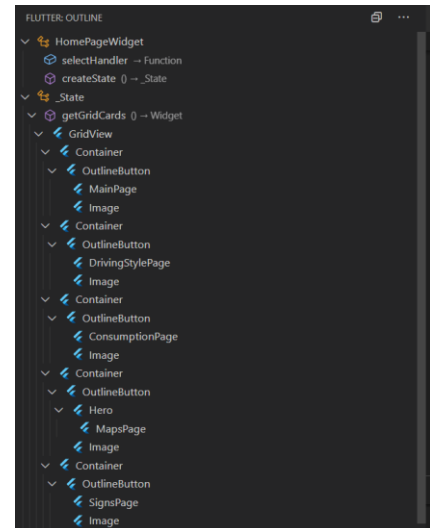 FLUTTER: OUTLINE
HomePageWidget
selectHandler → Function
createState () → _State
_State
getGridCards () → Widget
GridView
Container
OutlineButton
MainPage
Image
Container
OutlineButton
DrivingStylePage
Image
Container
OutlineButton
ConsumptionPage
Image
Container
OutlineButton
Hero
MapsPage
Image
Container
OutlineButton
SignsPage
Image